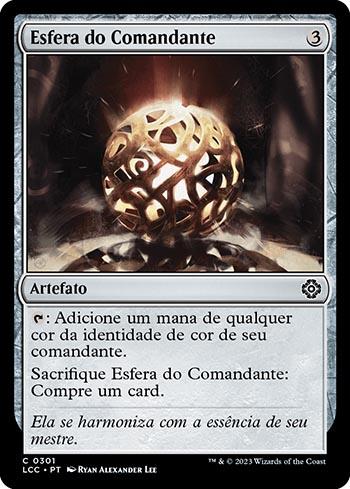 Esfera do Comandante 3
Artefato
: Adicione um mana de qualquer
cor da identidade de cor de seu
comandante.
Sacrifique Esfera do Comandante:
Compre um card.
Ela se harmoniza com a essência de seu
mestre.
C 0301
LCC • PT Ryan Alexander Lee
™ & © 2023 Wizards of the Coast